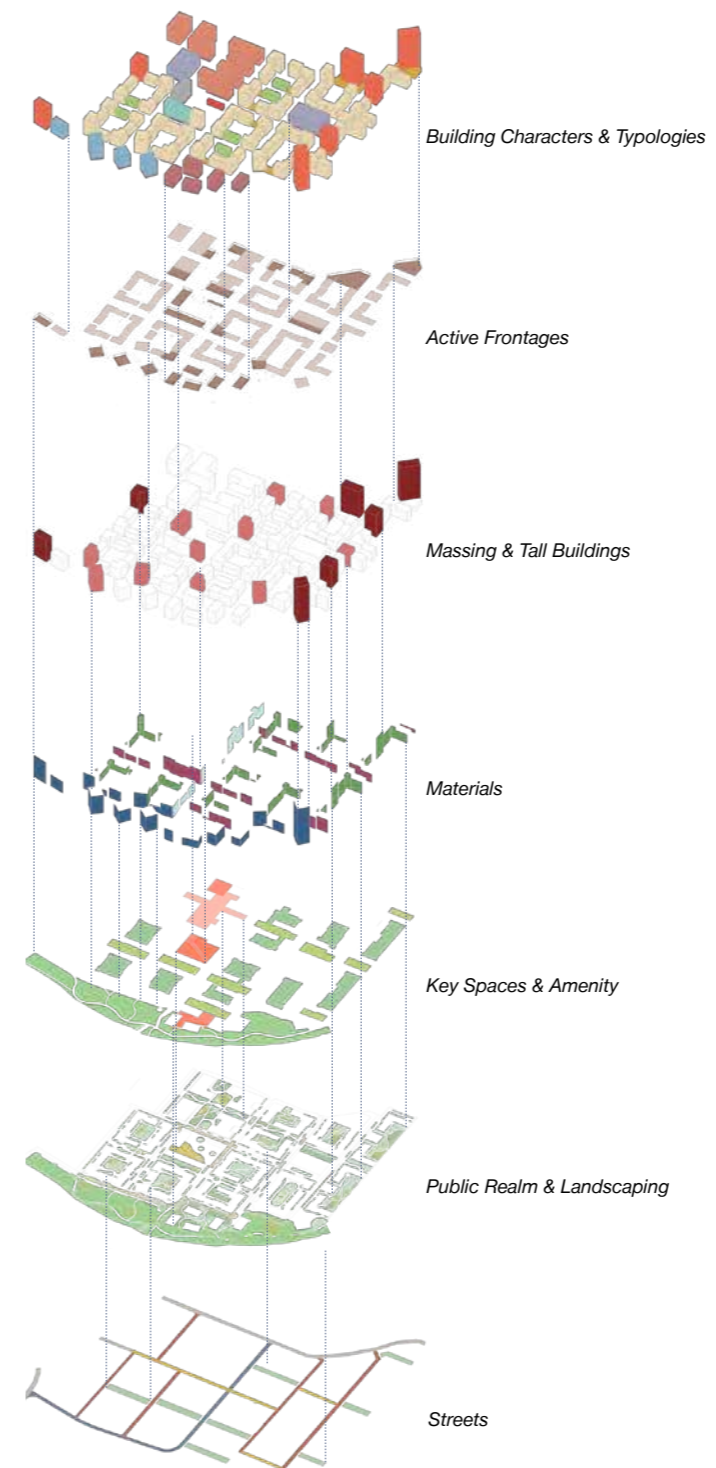 Building Characters & Typologies
Active Frontages
Massing & Tall Buildings
Materials
Key Spaces & Amenity
Public Realm & Landscaping
Streets